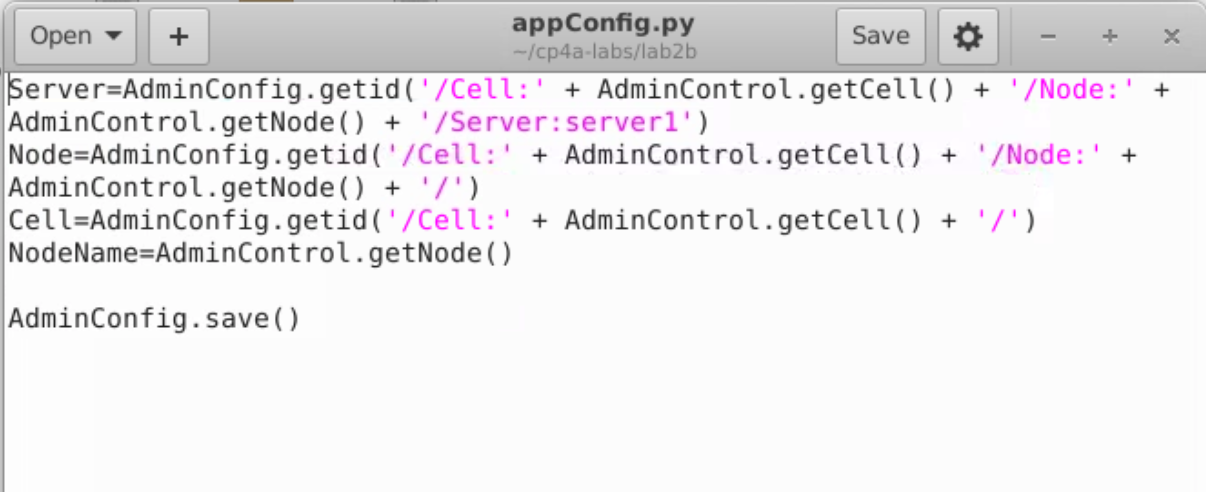 Open
+
appConfig.py
~/cp4a-labs/lab2b
Save
Server=AdminConfig.getid('/Cell:' + AdminControl.getCell() + '/Node:' +
AdminControl.getNode() + '/Server:server1')
Node=AdminConfig.getid('/Cell:' + AdminControl.getCell() + '/Node:' +
AdminControl.getNode() + '/')
Cell=AdminConfig.getid('/Cell:' + AdminControl.getCell() + '/')
NodeName=AdminControl.getNode()
AdminConfig.save()